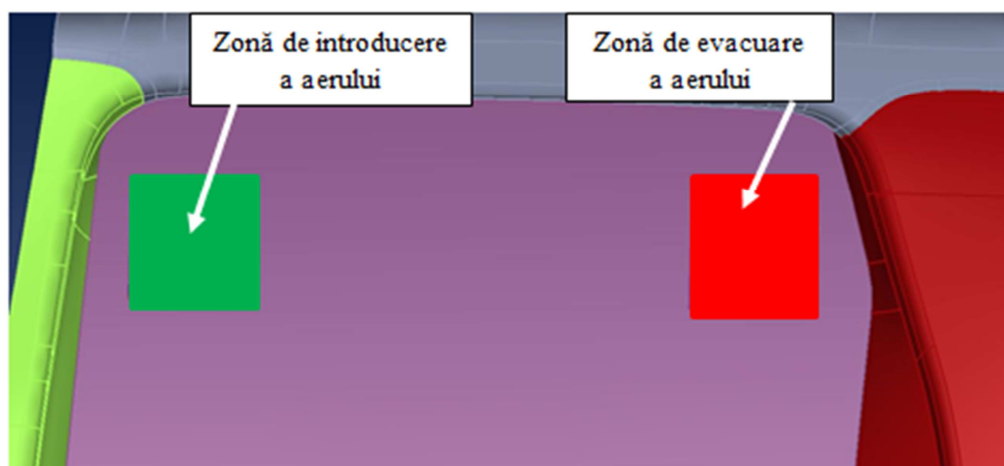 Zonă de introducere
a aerului
Zonă de evacuare
a aerului